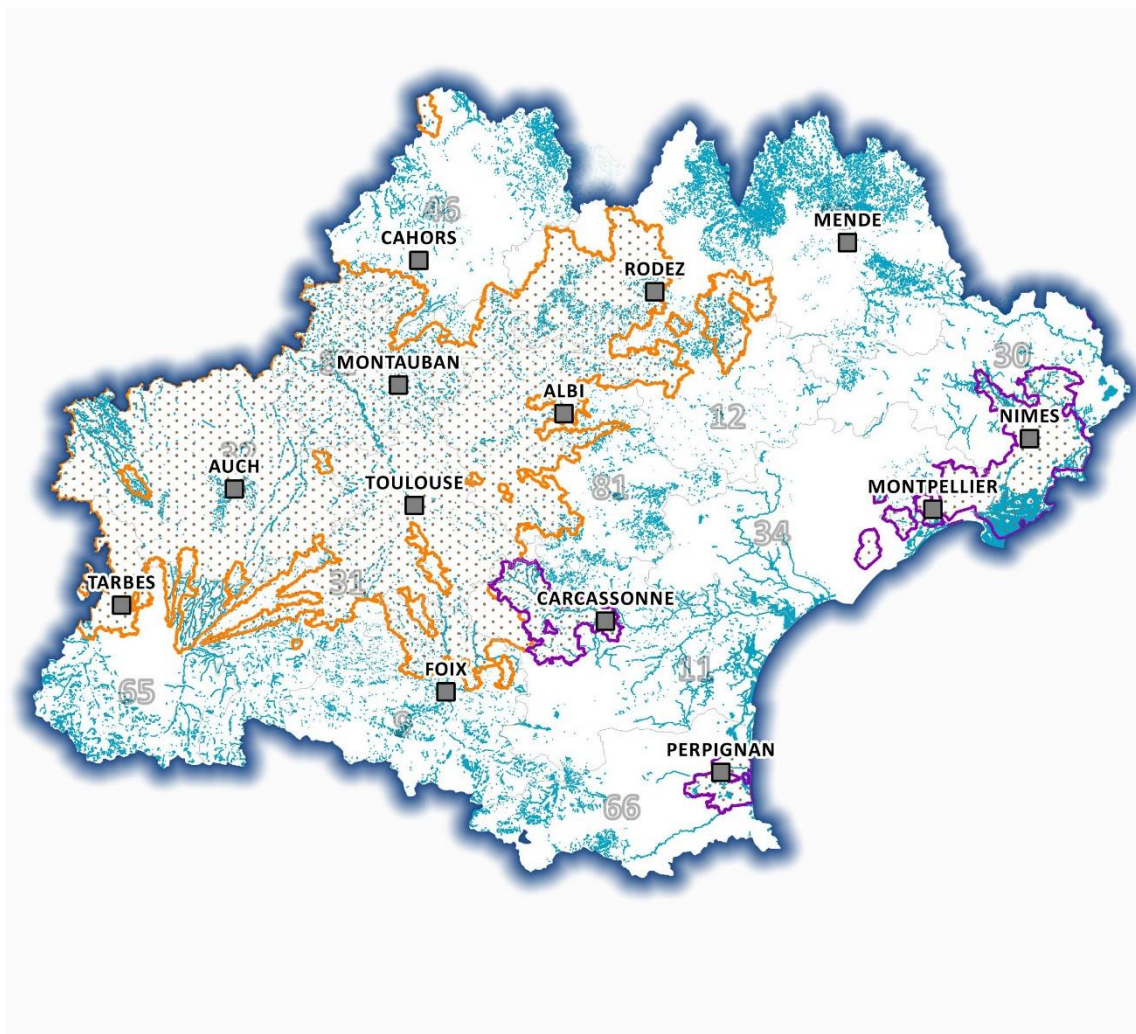 MENDE
46
CAHORS
RODEZ
30
MONTAUBAN
ALBI
12
NIMES
AUCH
TOULOUSE
81
MONTPELLIER
34
TARBES
31
CARCASSONNE
65
FOIX
11
9
PERPIGNAN
66